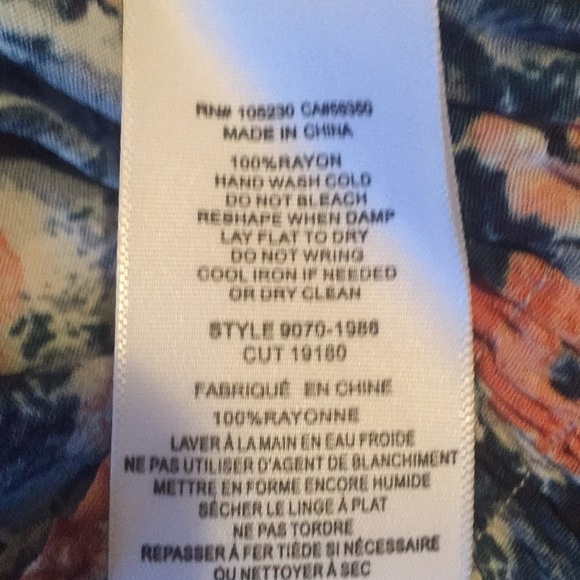 RN# 108230 CA#58350
MADE IN CHINA
100%RAYON
HAND WASH COLD
DO NOT BLEACH
RESHAPE WHEN DAMP
LAY FLAT TO DRY
DO NOT WRING
COOL IRON IF NEEDED
OR DRY CLEAN
STYLE 9070-1986
CUT 19180
FABRIQUÉ EN CHINE
100%RAYONNE
LAVER À LA MAIN EN EAU FROIDE
NE PAS UTILISER D'AGENT DE BLANCHIMENT
METTRE EN FORME ENCORE HUMIDE
SÉCHER LE LINGE À PLAT
NE PAS TORDRE
REPASSER À FER TIÈDE SI NÉCESSAIRE
OU NETTOYER À SEC